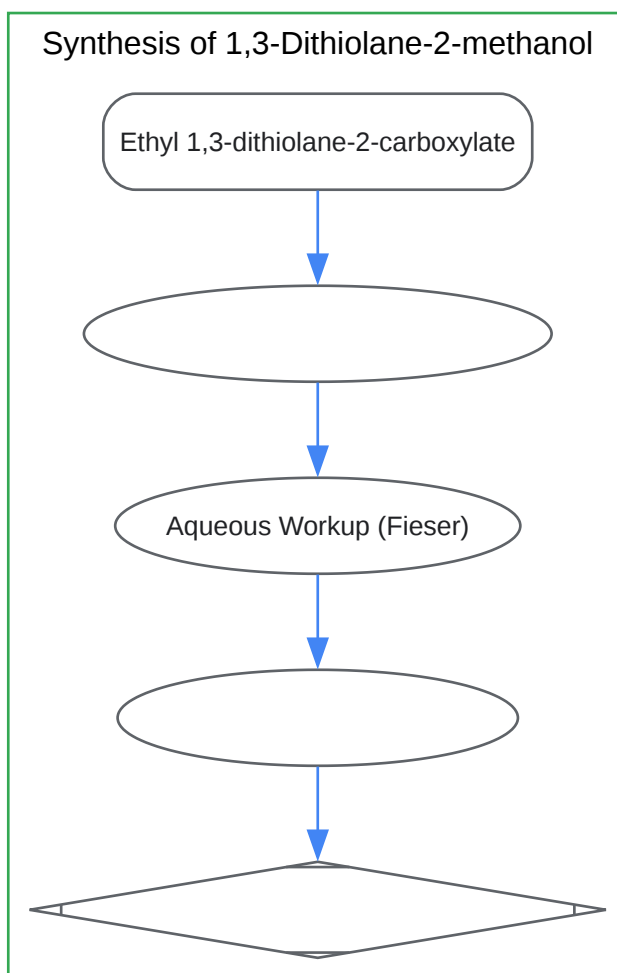 Synthesis of 1,3-Dithiolane-2-methanol
Ethyl 1,3-dithiolane-2-carboxylate
Aqueous Workup (Fieser)